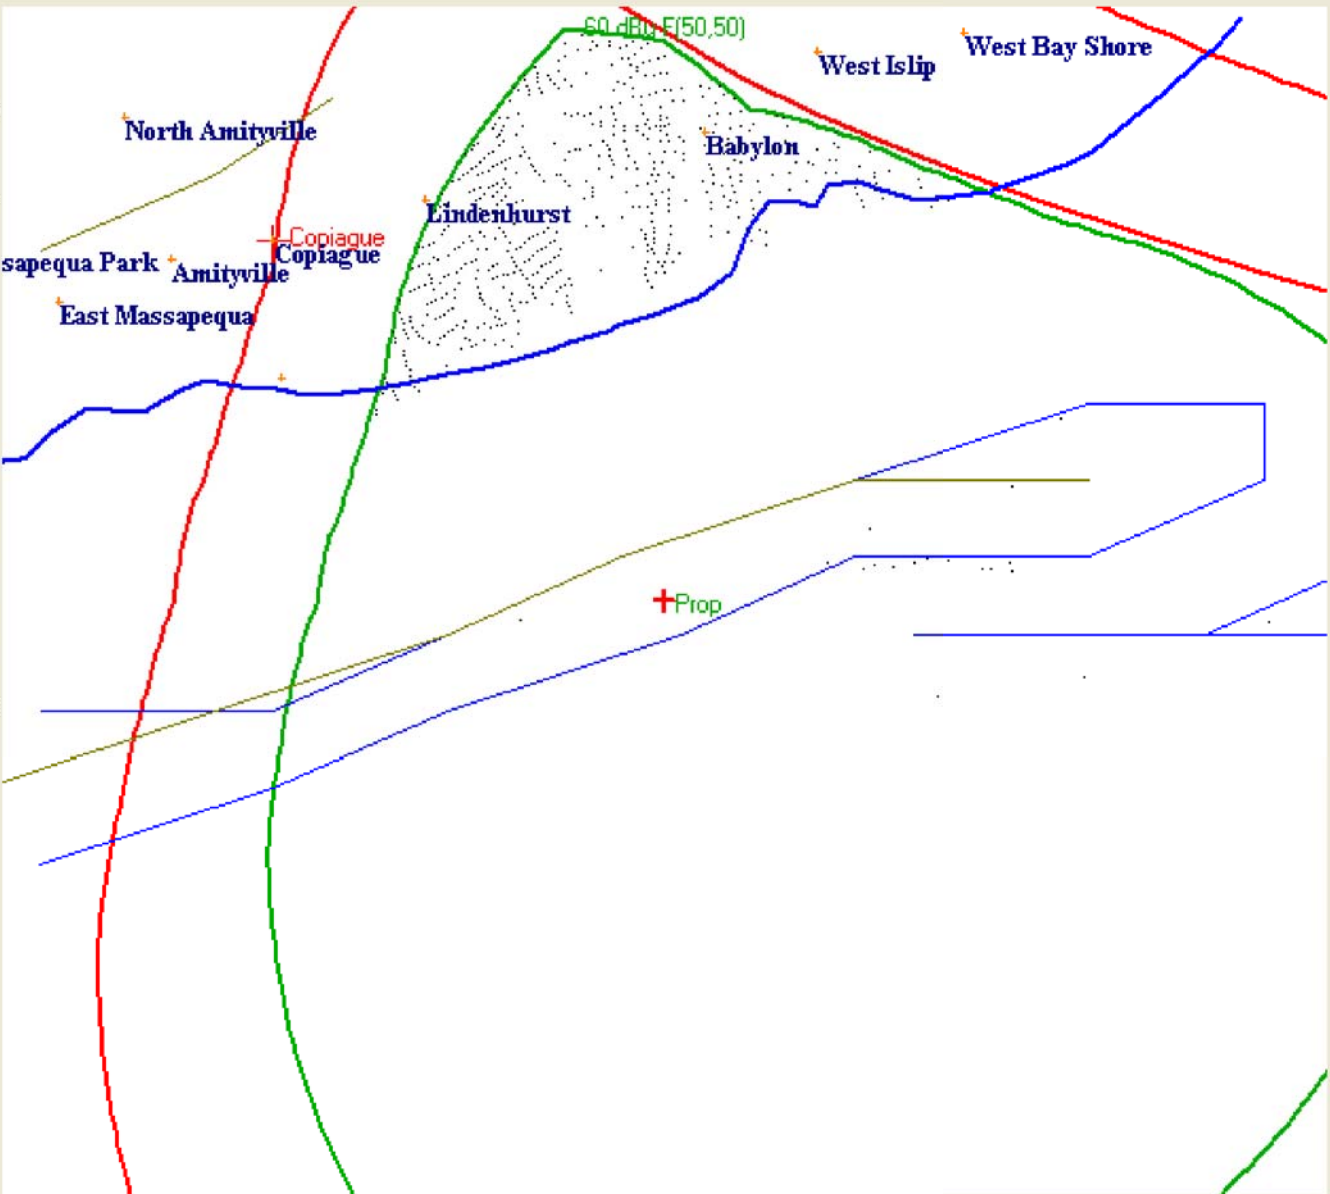 60 dBu F(50,50)
West Bay Shore
West Islip
North Amityville
Babylon
Lindenhurst
Copiague
Copiague
sapequa Park
Amityville
East Massapequa
Prop